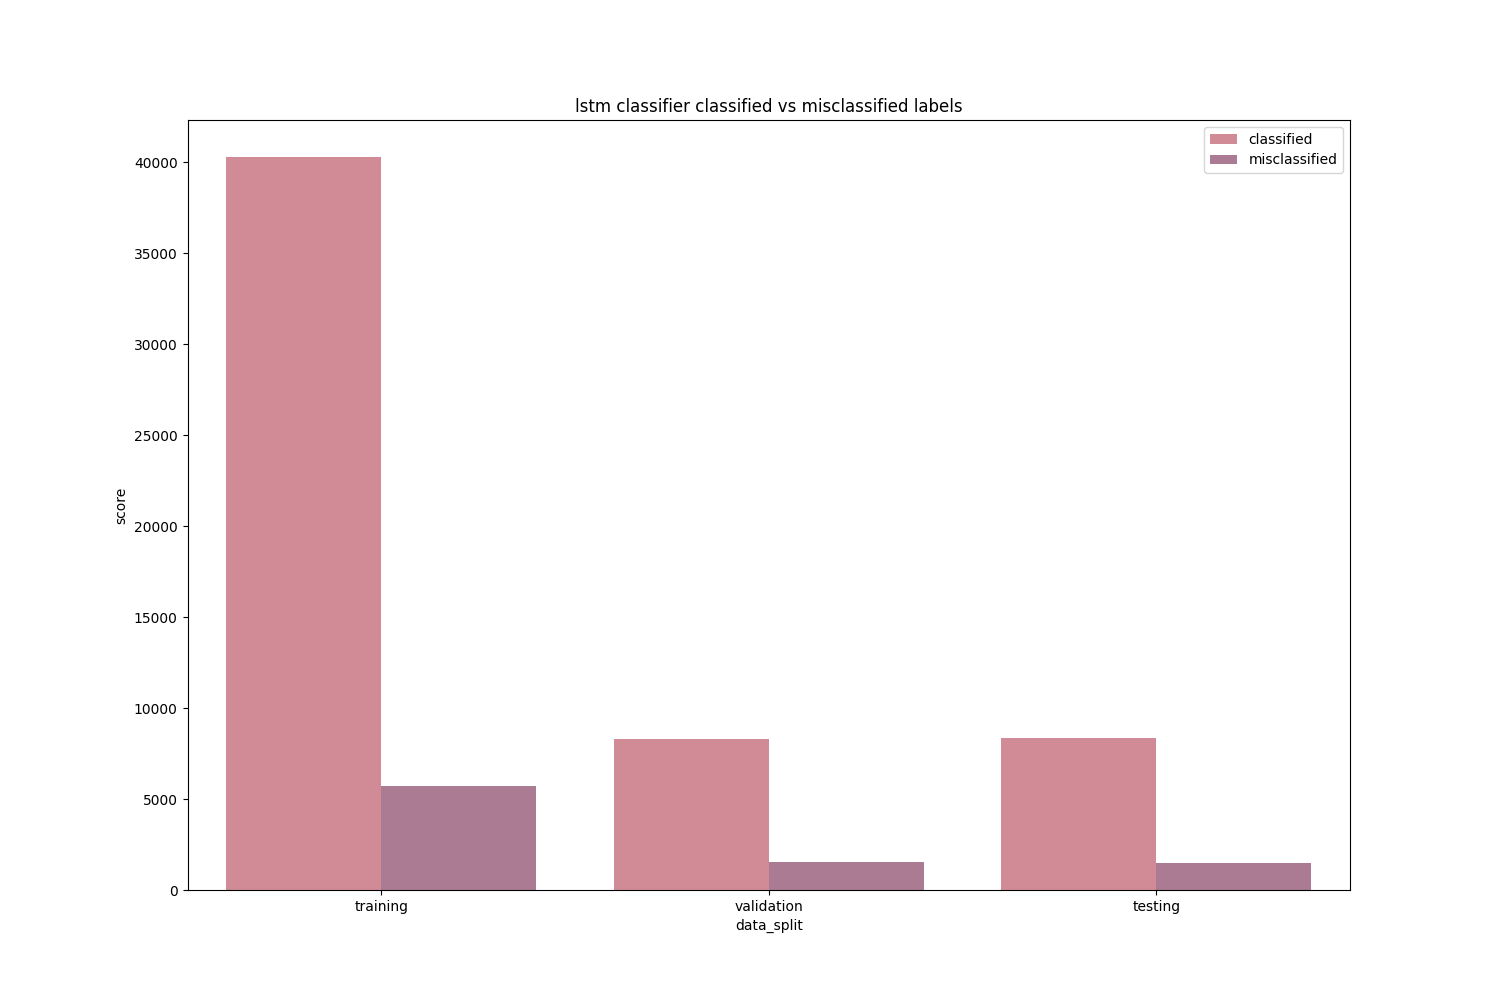 lstm classifier classified vs misclassified labels
classified
misclassified
40000
35000
30000
25000
20000
15000
10000
5000
0
score
training
validation
testing
data_split